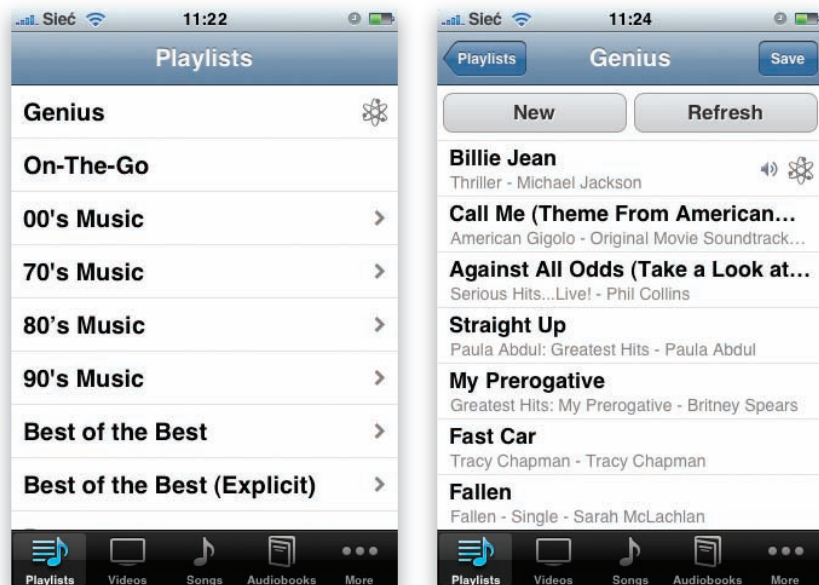 Sieć 11:22
Playlists
Genius
On-The-Go
00's Music
70's Music
80’s Music
90's Music
Best of the Best
Best of the Best (Explicit)
Playlists Videos Songs Audiobooks More
Sieć 11:24
Playlists Genius Save
New Refresh
Billie Jean
Thriller - Michael Jackson
Call Me (Theme From American...
American Gigolo - Original Movie Soundtrack...
Against All Odds (Take a Look at...
Serious Hits...Live! - Phil Collins
Straight Up
Paula Abdul: Greatest Hits - Paula Abdul
My Prerogative
Greatest Hits: My Prerogative - Britney Spears
Fast Car
Tracy Chapman - Tracy Chapman
Fallen
Fallen - Single - Sarah McLachlan
Playlists Videos Songs Audiobooks More